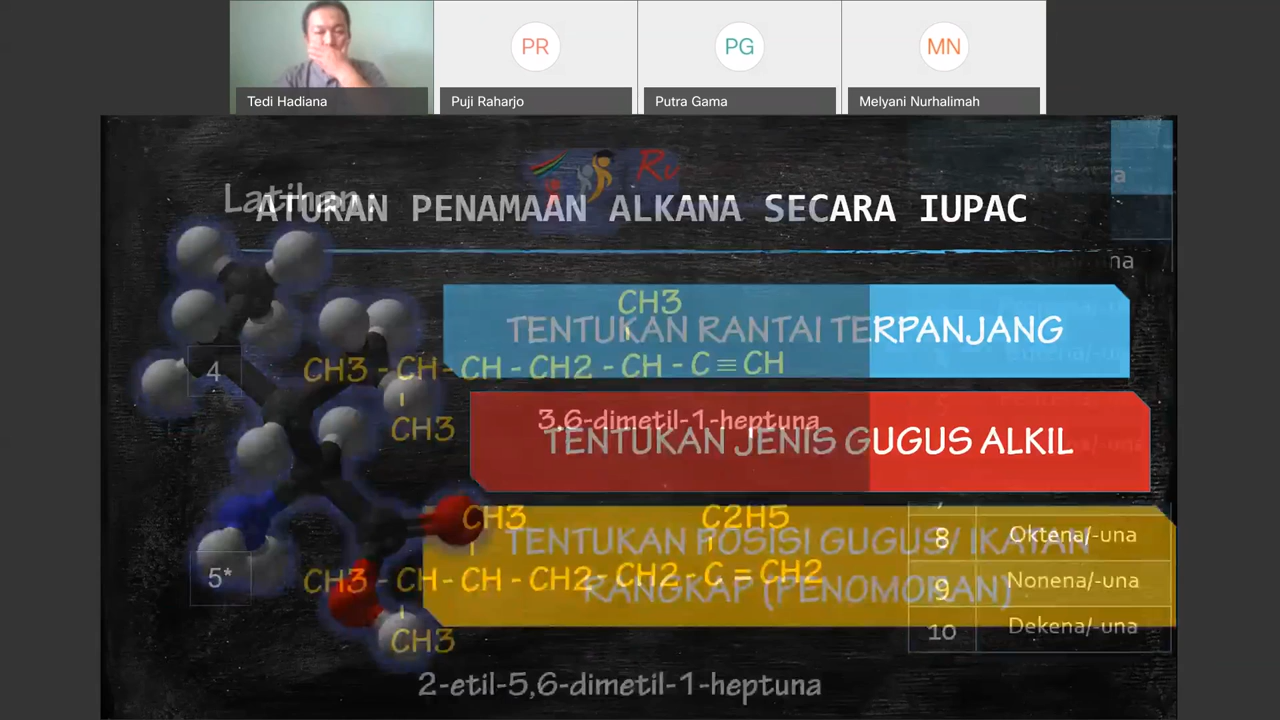 PR
PG
MN
Tedi Hadiana
Puji Raharjo
Putra Gama
Melyani Nurhalimah
Latihan :
ATURAN PENAMAAN ALKANA SECARA IUPAC
TENTUKAN RANTAI TERPANJANG
4
CH3
CH3 - CH - CH - CH2 - CH - C ≡ CH
CH3
3,6-dimetil-1-heptuna
TENTUKAN JENIS GUGUS ALKIL
TENTUKAN POSISI GUGUS/ IKATAN
RANGKAP (PENOMORAN)
5*
CH3 C2H5
CH3 - CH - CH - CH2 - CH2 - C = CH2
CH3
2-etil-5,6-dimetil-1-heptuna
8 Oktena/-una
9 Nonena/-una
10 Dekena/-una